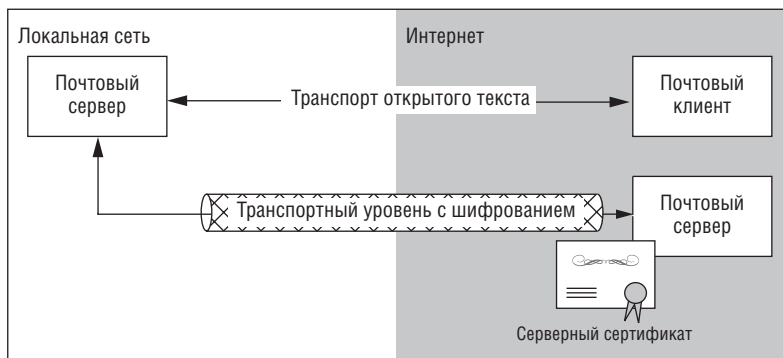 Локальная сеть
Интернет
Почтовый
сервер
Транспорт открытого текста
Почтовый
клиент
Транспортный уровень с шифрованием
Почтовый
сервер
Серверный сертификат